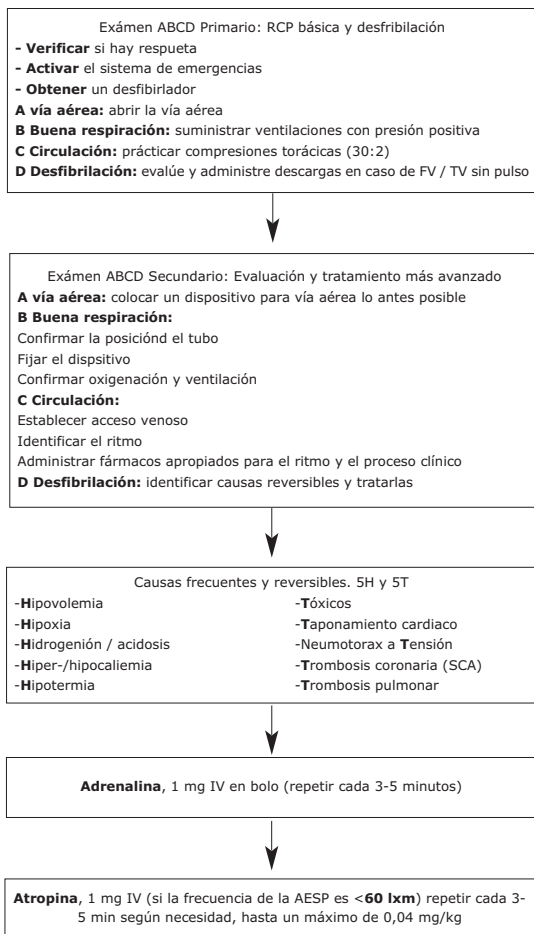 Exámen ABCD Primario: RCP básica y desfribilación
- Verificar si hay respuesta
- Activar el sistema de emergencias
- Obtener un desfibirlador
A vía aérea: abrir la vía aérea
B Buena respiración: suministrar ventilaciones con presión positiva
C Circulación: prácticar compresiones torácicas (30:2)
D Desfibrilación: evalúe y administre descargas en caso de FV / TV sin pulso
Exámen ABCD Secundario: Evaluación y tratamiento más avanzado
A vía aérea: colocar un dispositivo para vía aérea lo antes posible
B Buena respiración:
Confirmar la posiciónd el tubo
Fijar el dispsitivo
Confirmar oxigenación y ventilación
C Circulación:
Establecer acceso venoso
Identificar el ritmo
Administrar fármacos apropiados para el ritmo y el proceso clínico
D Desfibrilación: identificar causas reversibles y tratarlas
Causas frecuentes y reversibles. 5H y 5T
-Hipovolemia
-Hipoxia
-Hidrogenión / acidosis
-Hiper-/hipocaliemia
-Hipotermia
-Tóxicos
-Taponamiento cardiaco
-Neumotorax a Tensión
-Trombosis coronaria (SCA)
-Trombosis pulmonar
Adrenalina, 1 mg IV en bolo (repetir cada 3-5 minutos)
Atropina, 1 mg IV (si la frecuencia de la AESP es <60 lxm) repetir cada 3-
5 min según necesidad, hasta un máximo de 0,04 mg/kg